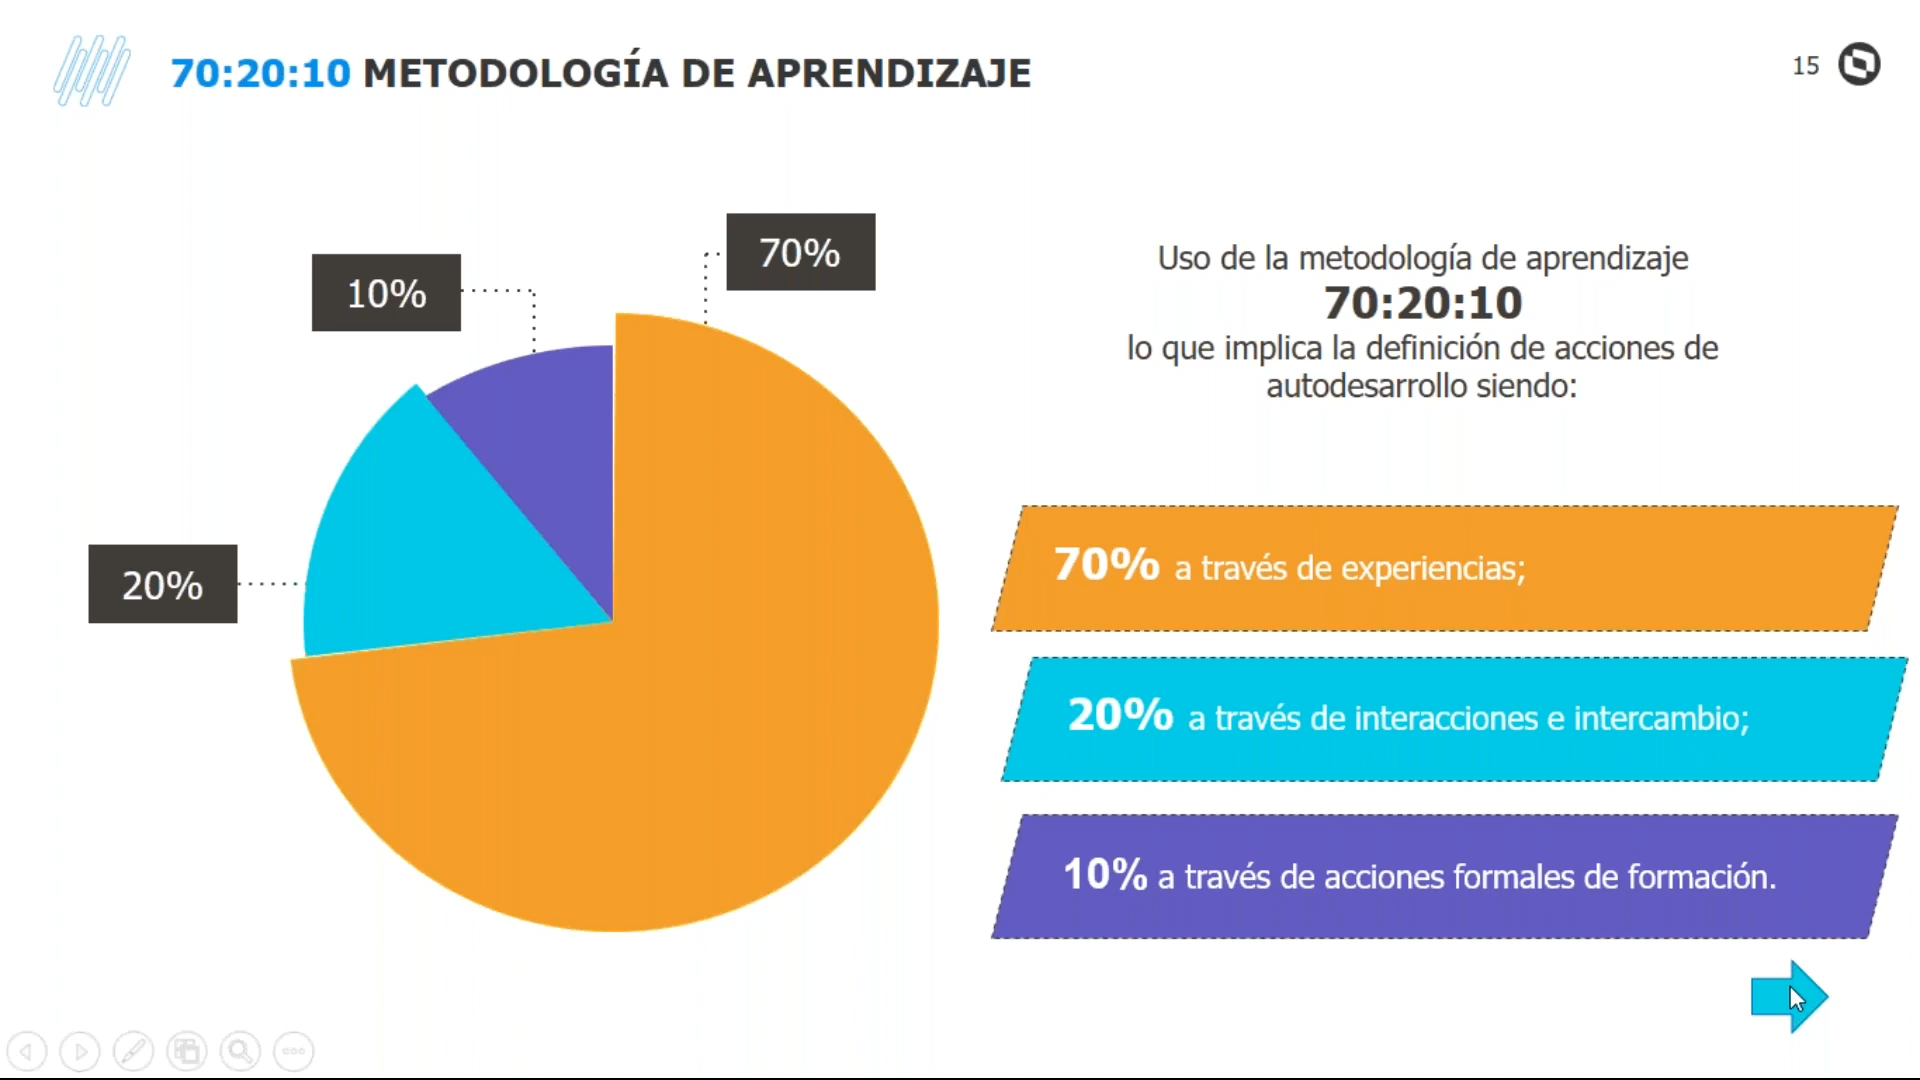 70:20:10 METODOLOGÍA DE APRENDIZAJE
15
70%
10%
20%
Uso de la metodología de aprendizaje
70:20:10
lo que implica la definición de acciones de
autodesarrollo siendo:
70% a través de experiencias;
20% a través de interacciones e intercambio;
10% a través de acciones formales de formación.